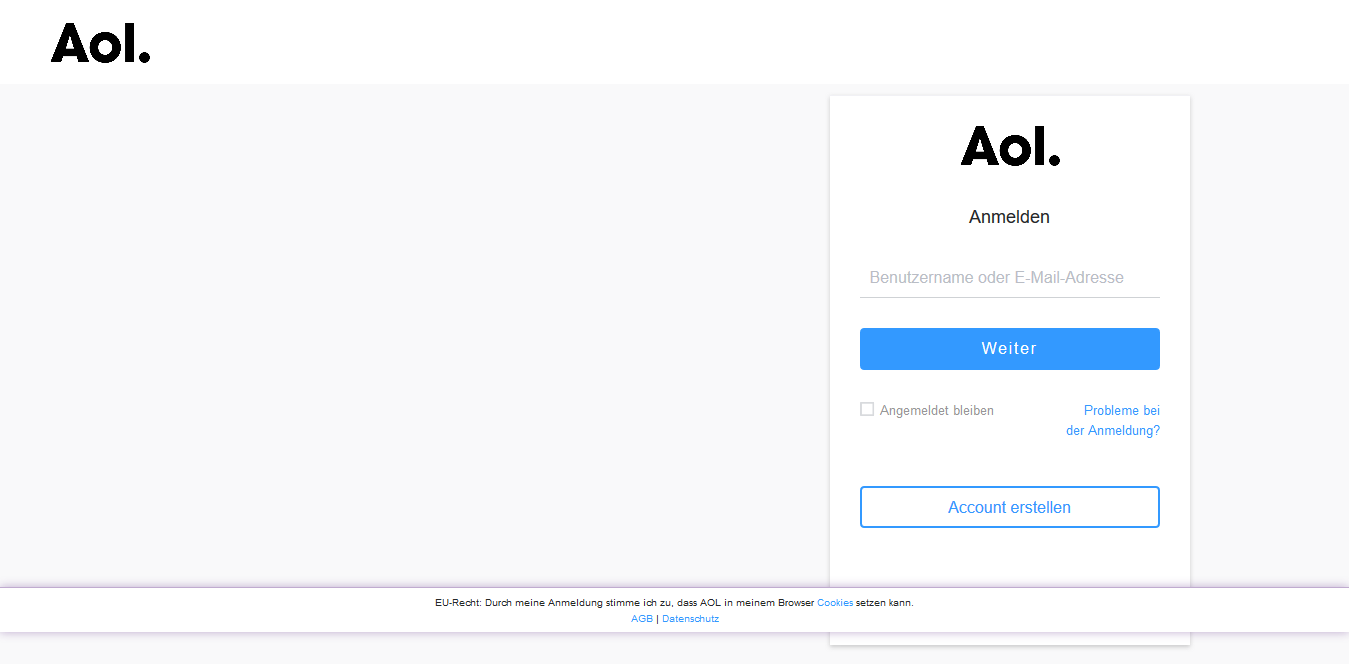 Aol.
Aol.
Anmelden
Benutzername oder E-Mail-Adresse
Weiter
Angemeldet bleiben
Probleme bei
der Anmeldung?
Account erstellen
EU-Recht: Durch meine Anmeldung stimme ich zu, dass AOL in meinem Browser Cookies setzen kann.
AGB | Datenschutz